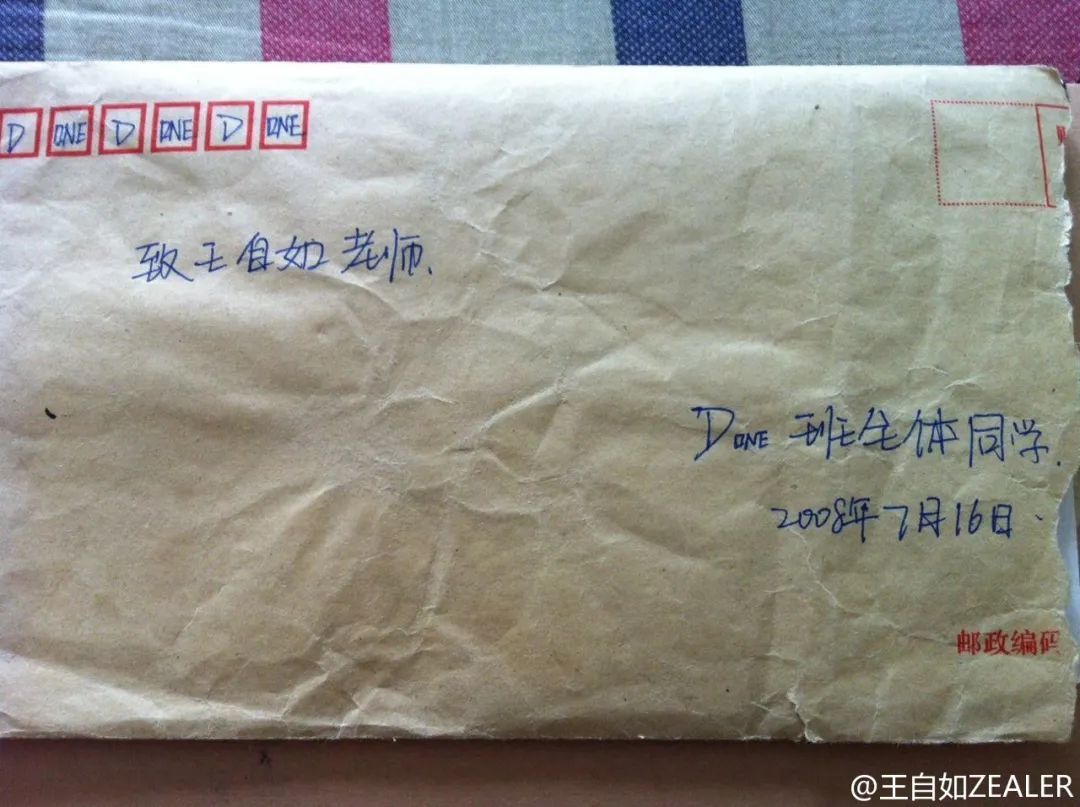 D ONE D ONE D ONE
致王自如老师.
DONE 班全体同学.
2008年7月16日.
邮政编码
@王自如ZEALER